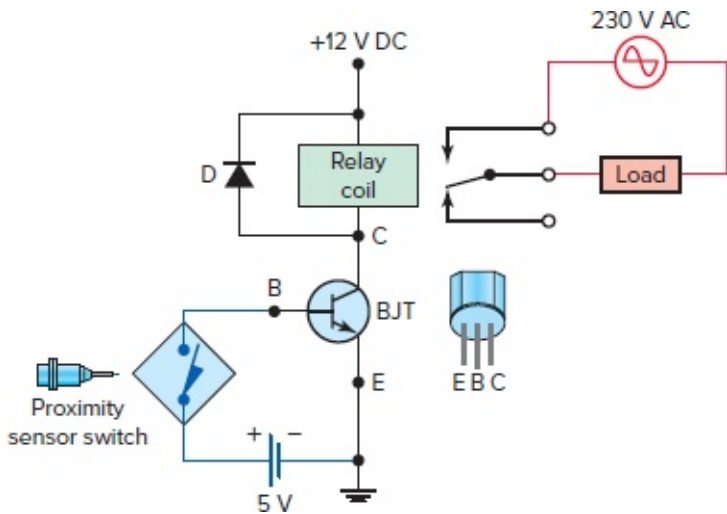 230 V AC
+12 V DC
D
Relay
coil
Load
C
B
BJT
E
E B C
Proximity
sensor switch
+ −
5 V